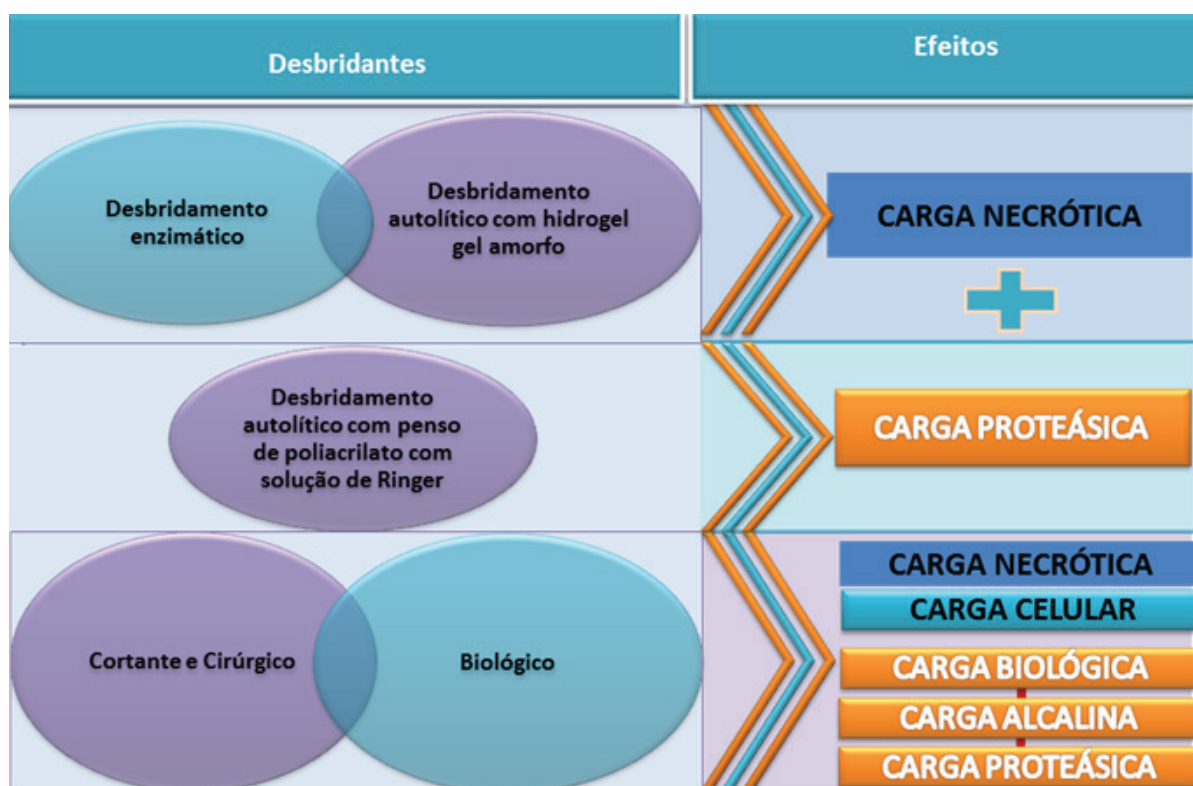 Desbridantes
Efeitos
Desbridamento
enzimático
Desbridamento
autolítico com hidrogel
gel amorfo
CARGA NECRÓTICA
Desbridamento
autolítico com penso
de poliacrilato com
solução de Ringer
CARGA PROTEÁSICA
Cortante e Cirúrgico
Biológico
CARGA NECRÓTICA
CARGA CELULAR
CARGA BIOLÓGICA
CARGA ALCALINA
CARGA PROTEÁSICA